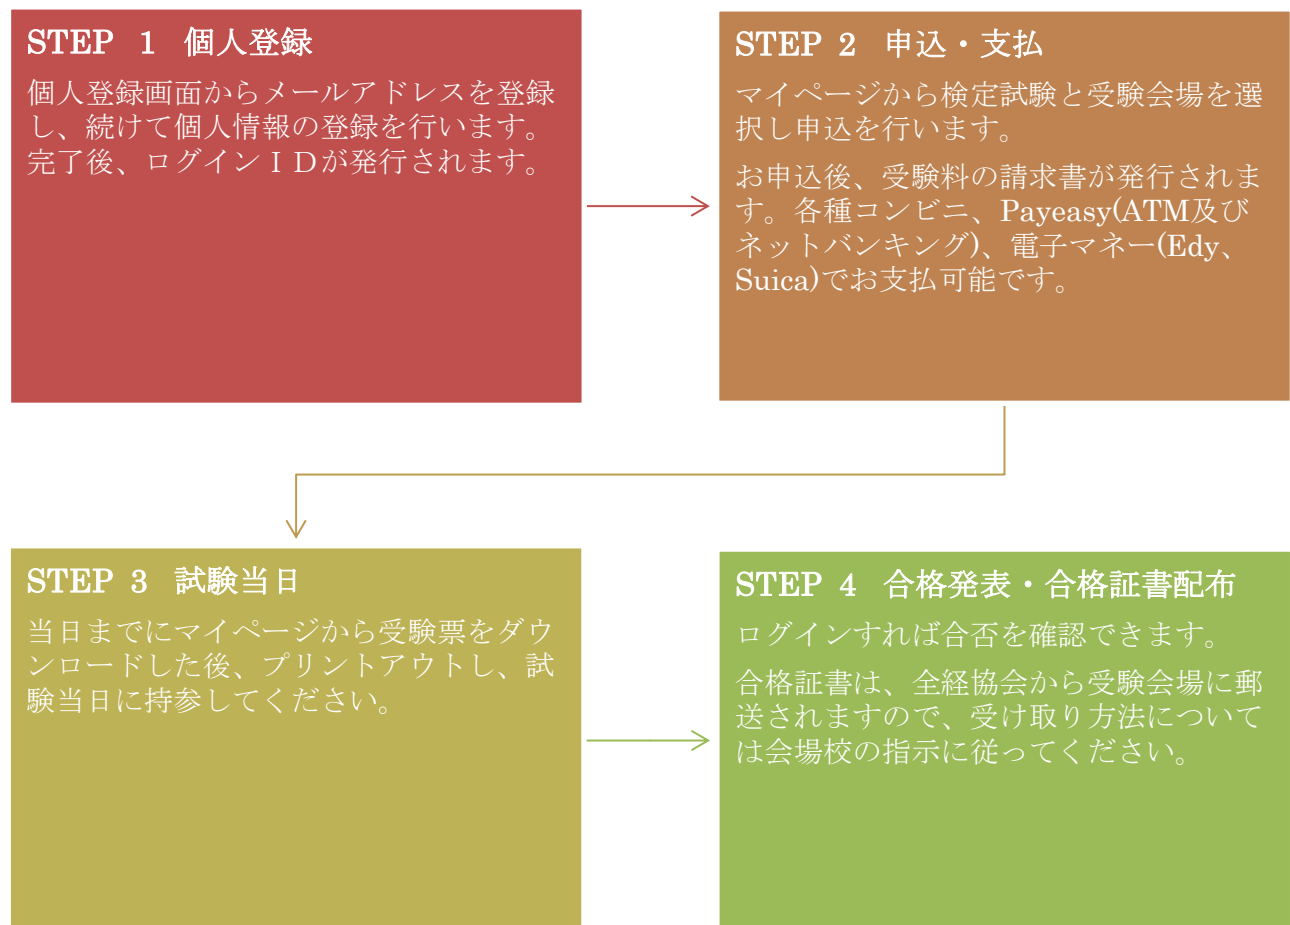 STEP 1 個人登録
個人登録画面からメールアドレスを登録
し、続けて個人情報の登録を行います。
完了後、ログインＩＤが発行されます。
STEP 2 申込・支払
マイページから検定試験と受験会場を選
択し申込を行います。
お申込後、受験料の請求書が発行されま
す。各種コンビニ、Payeasy(ATM及び
ネットバンキング)、電子マネー(Edy、
Suica)でお支払可能です。
STEP 3 試験当日
当日までにマイページから受験票をダウ
ンロードした後、プリントアウトし、試
験当日に持参してください。
STEP 4 合格発表・合格証書配布
ログインすれば合否を確認できます。
合格証書は、全経協会から受験会場に郵
送されますので、受け取り方法について
は会場校の指示に従ってください。